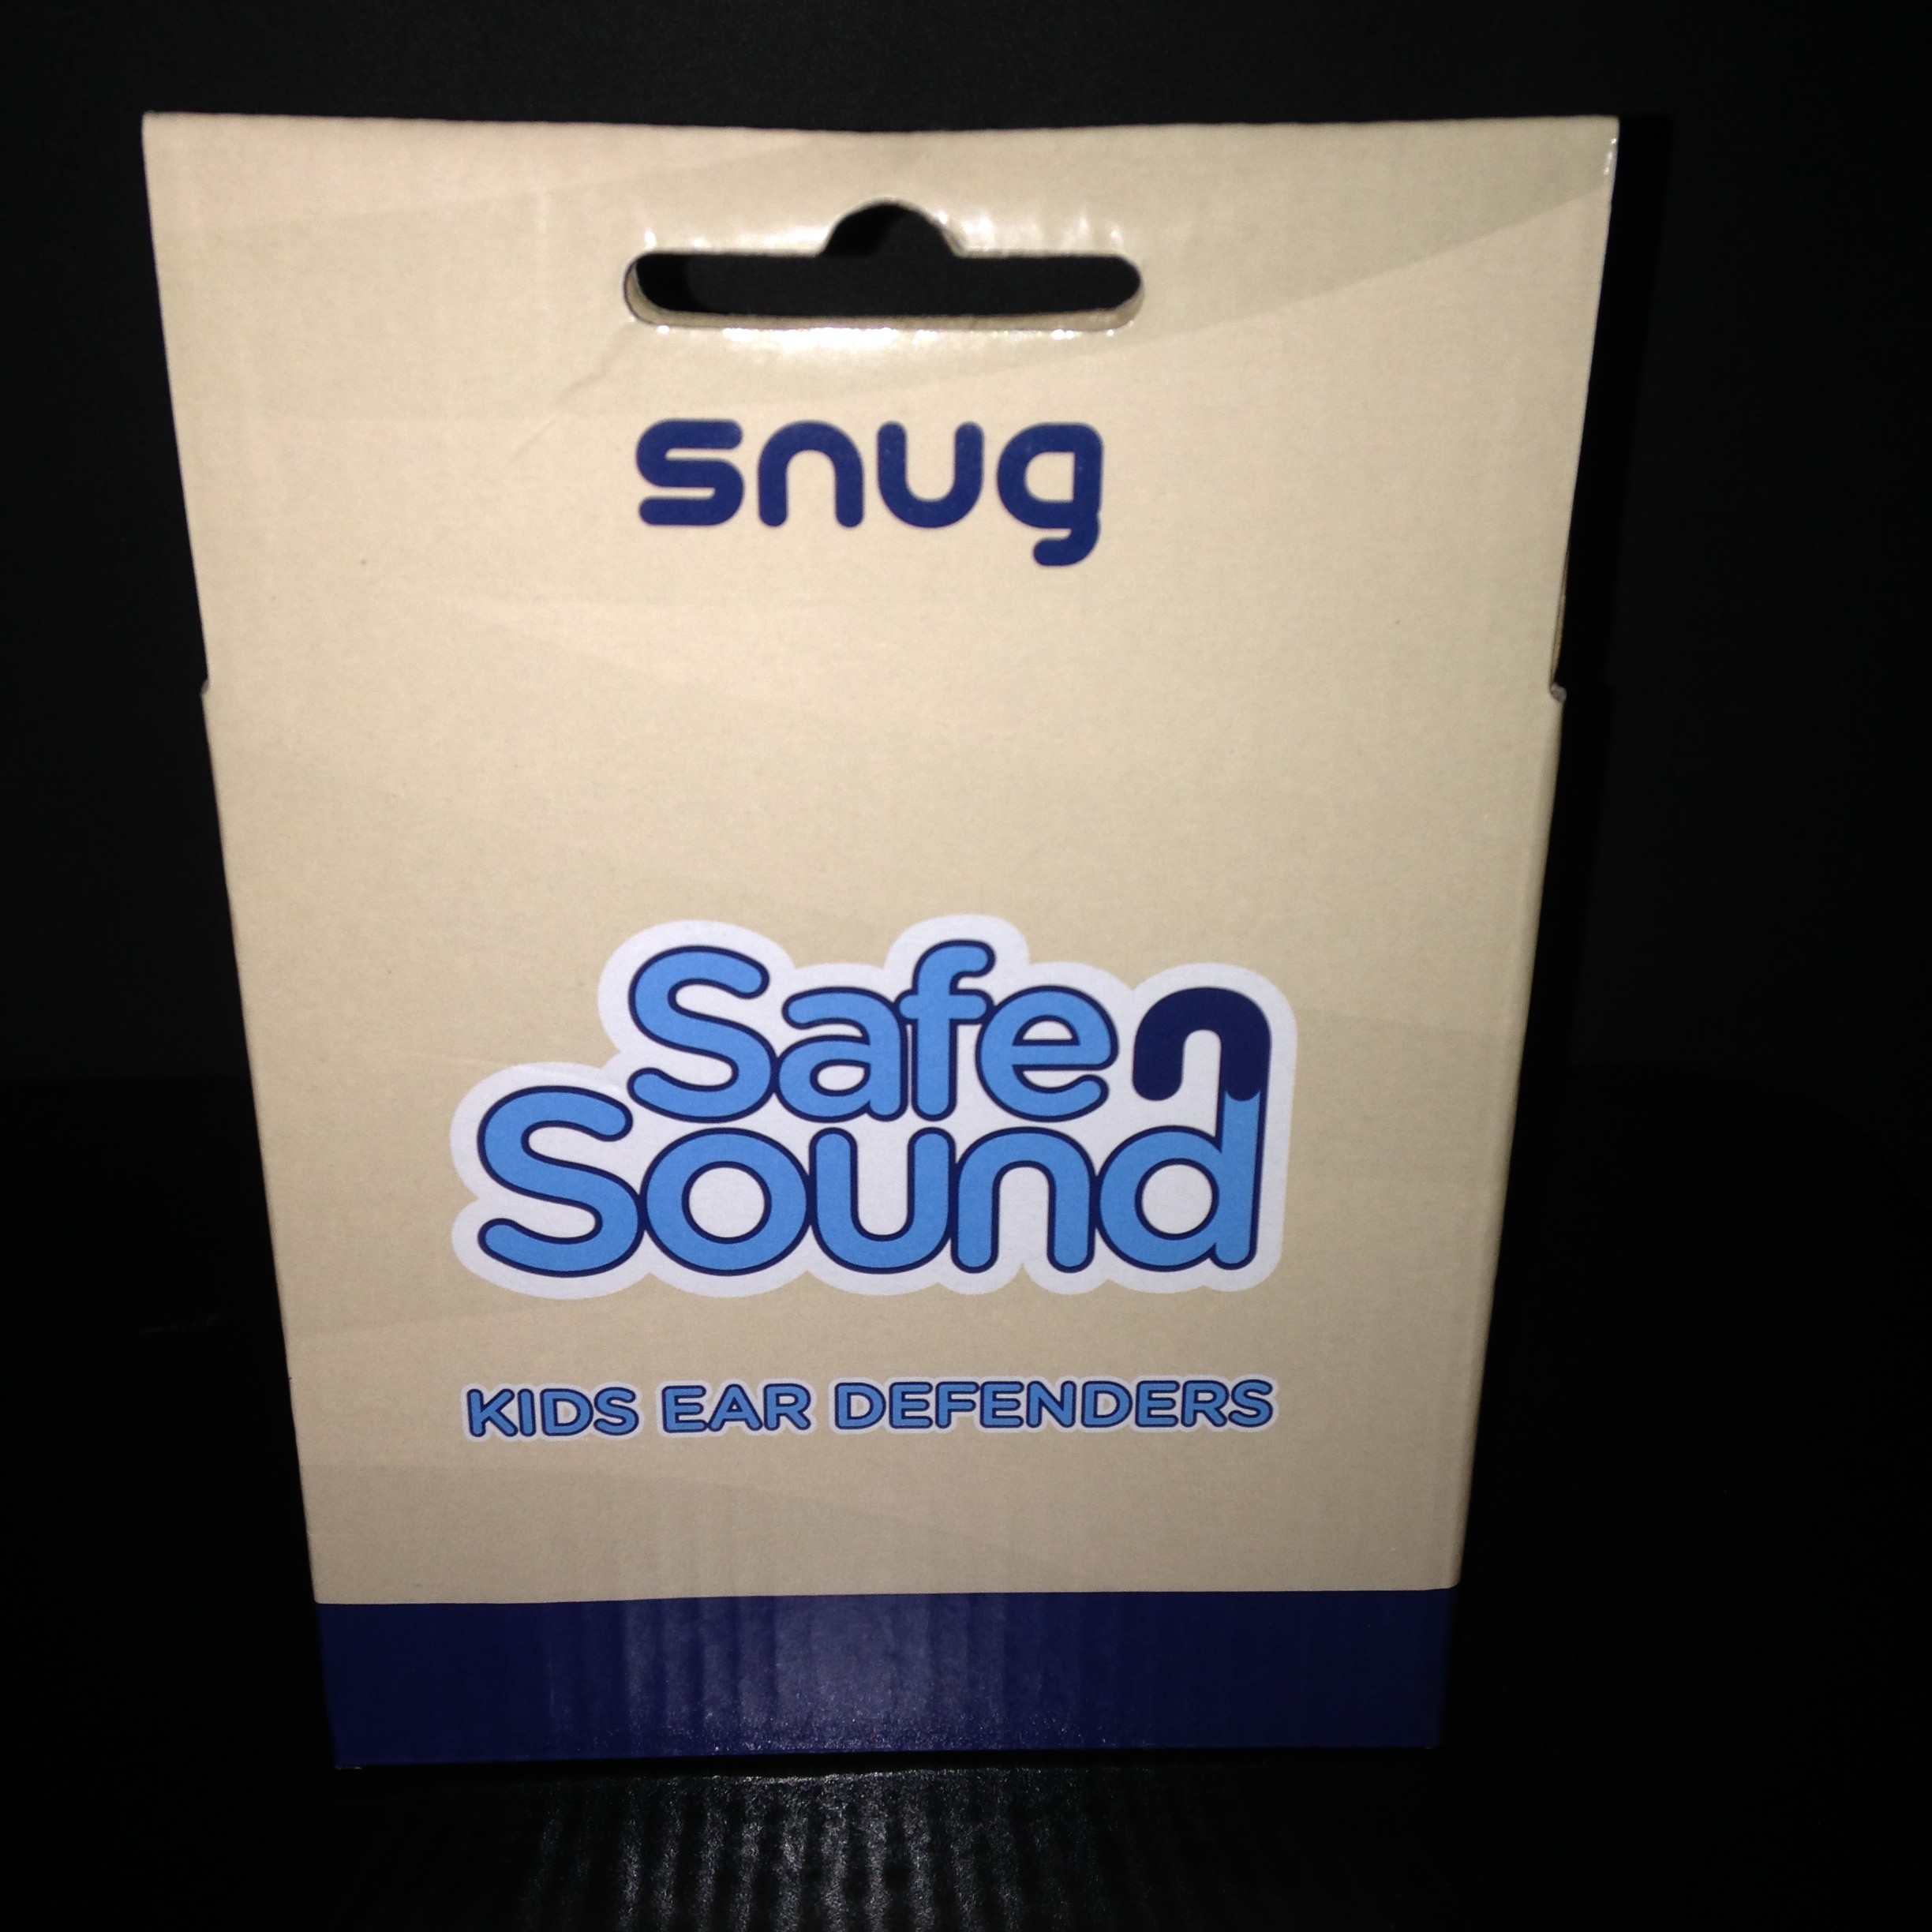 snug
Safe n
Sound
KIDS EAR DEFENDERS